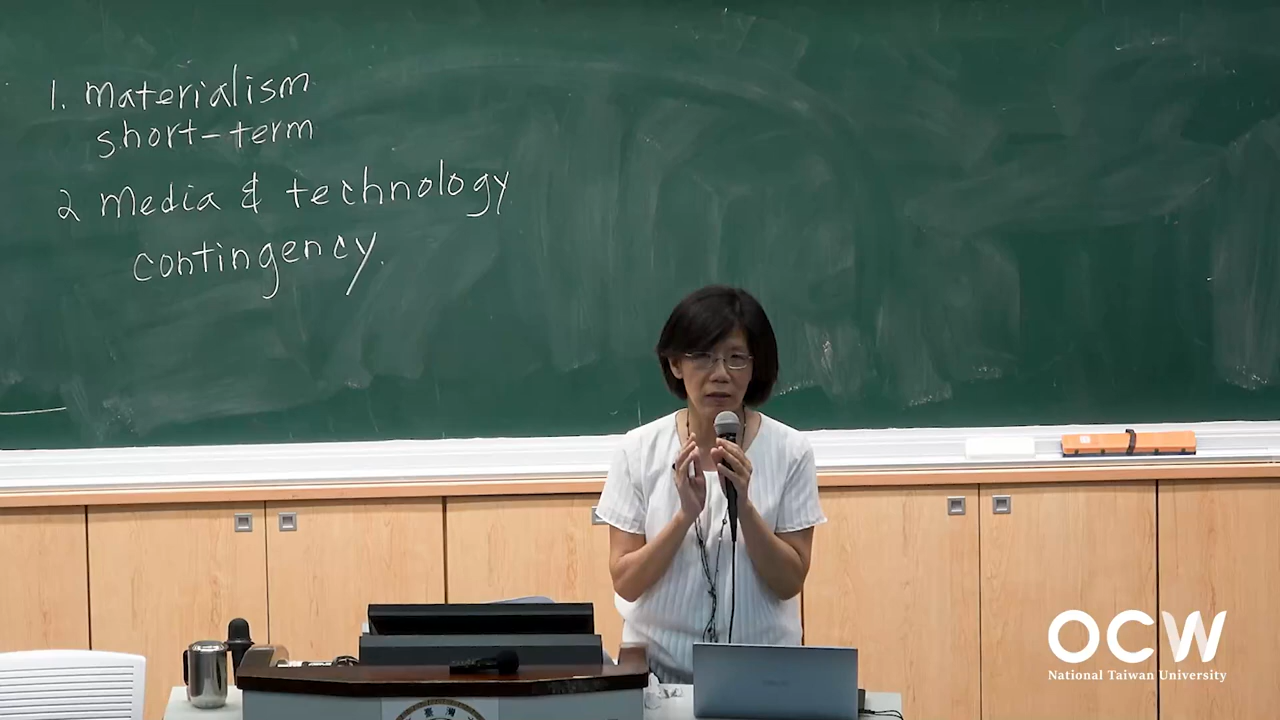 1. materialism
short-term
2 media & technology
contingency.
OCW
National Taiwan University